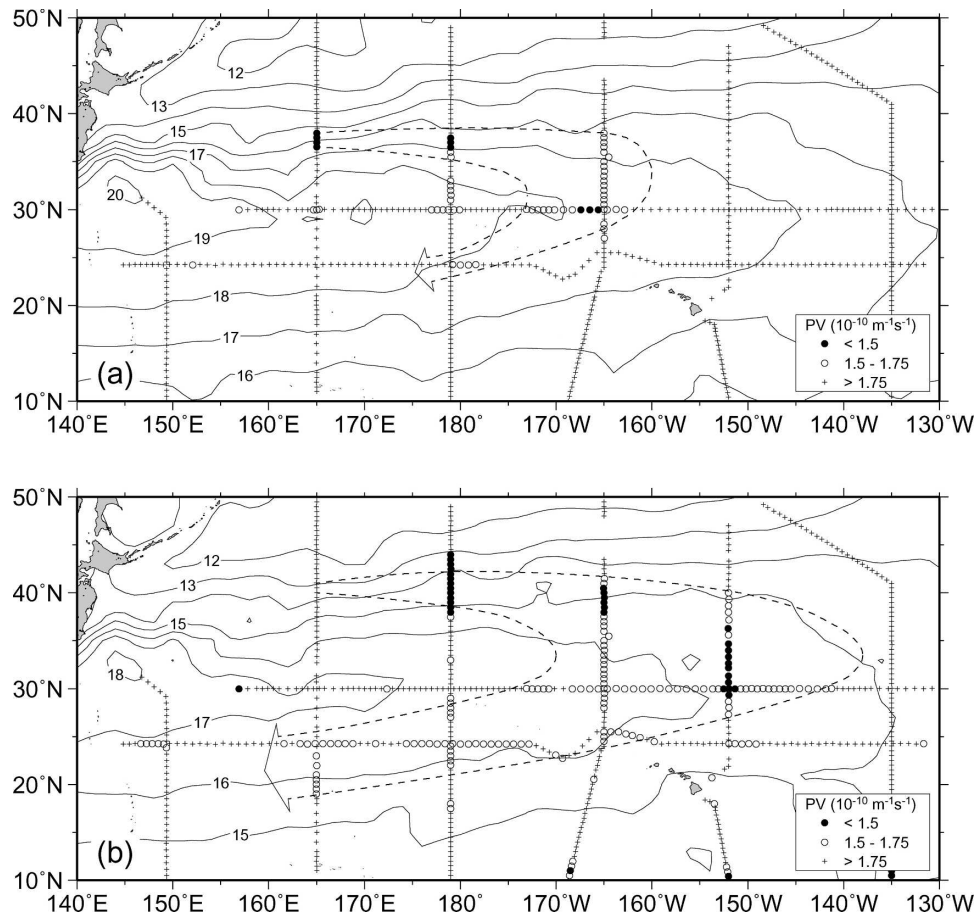 50˚N
12
13
40˚N
15
17
30˚N
20
19
20˚N
18
17
PV (10⁻¹⁰ m⁻¹s⁻¹)
< 1.5
1.5 - 1.75
> 1.75
16
(a)
10˚N
140˚E 150˚E 160˚E 170˚E 180˚ 170˚W 160˚W 150˚W 140˚W 130˚W
50˚N
12
13
40˚N
15
18
30˚N
17
16
20˚N
15
PV (10⁻¹⁰ m⁻¹s⁻¹)
< 1.5
1.5 - 1.75
> 1.75
(b)
10˚N
140˚E 150˚E 160˚E 170˚E 180˚ 170˚W 160˚W 150˚W 140˚W 130˚W